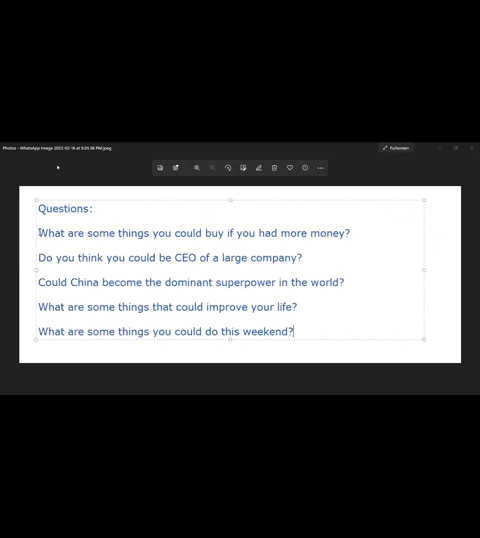 Photos - WhatsApp Image 2022-02-16 at 8.05.56 PM.jpeg
Fullscreen
Questions:
What are some things you could buy if you had more money?
Do you think you could be CEO of a large company?
Could China become the dominant superpower in the world?
What are some things that could improve your life?
What are some things you could do this weekend?